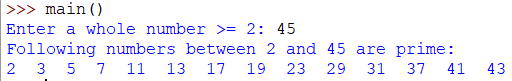 >>> main()
Enter a whole number >= 2: 45
Following numbers between 2 and 45 are prime:
2  3  5  7  11  13  17  19  23  29  31  37  41  43